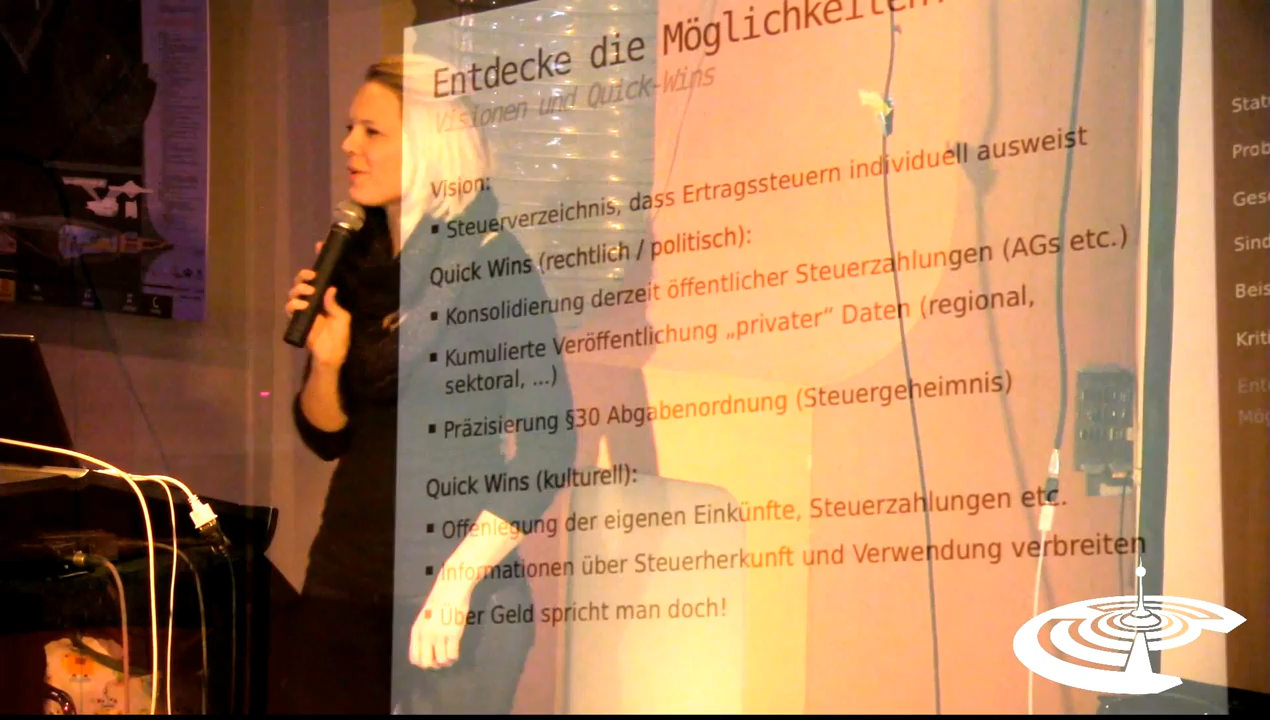 Entdecke die Möglichkeiten!
Visionen und Quick-Wins
Vision:
▪ Steuerverzeichnis, dass Ertragssteuern individuell ausweist
Quick Wins (rechtlich / politisch):
▪ Konsolidierung derzeit öffentlicher Steuerzahlungen (AGs etc.)
▪ Kumulierte Veröffentlichung „privater“ Daten (regional,
sektoral, ...)
▪ Präzisierung §30 Abgabenordnung (Steuergeheimnis)
Quick Wins (kulturell):
▪ Offenlegung der eigenen Einkünfte, Steuerzahlungen etc.
▪ Informationen über Steuerherkunft und Verwendung verbreiten
▪ Über Geld spricht man doch!
Sind